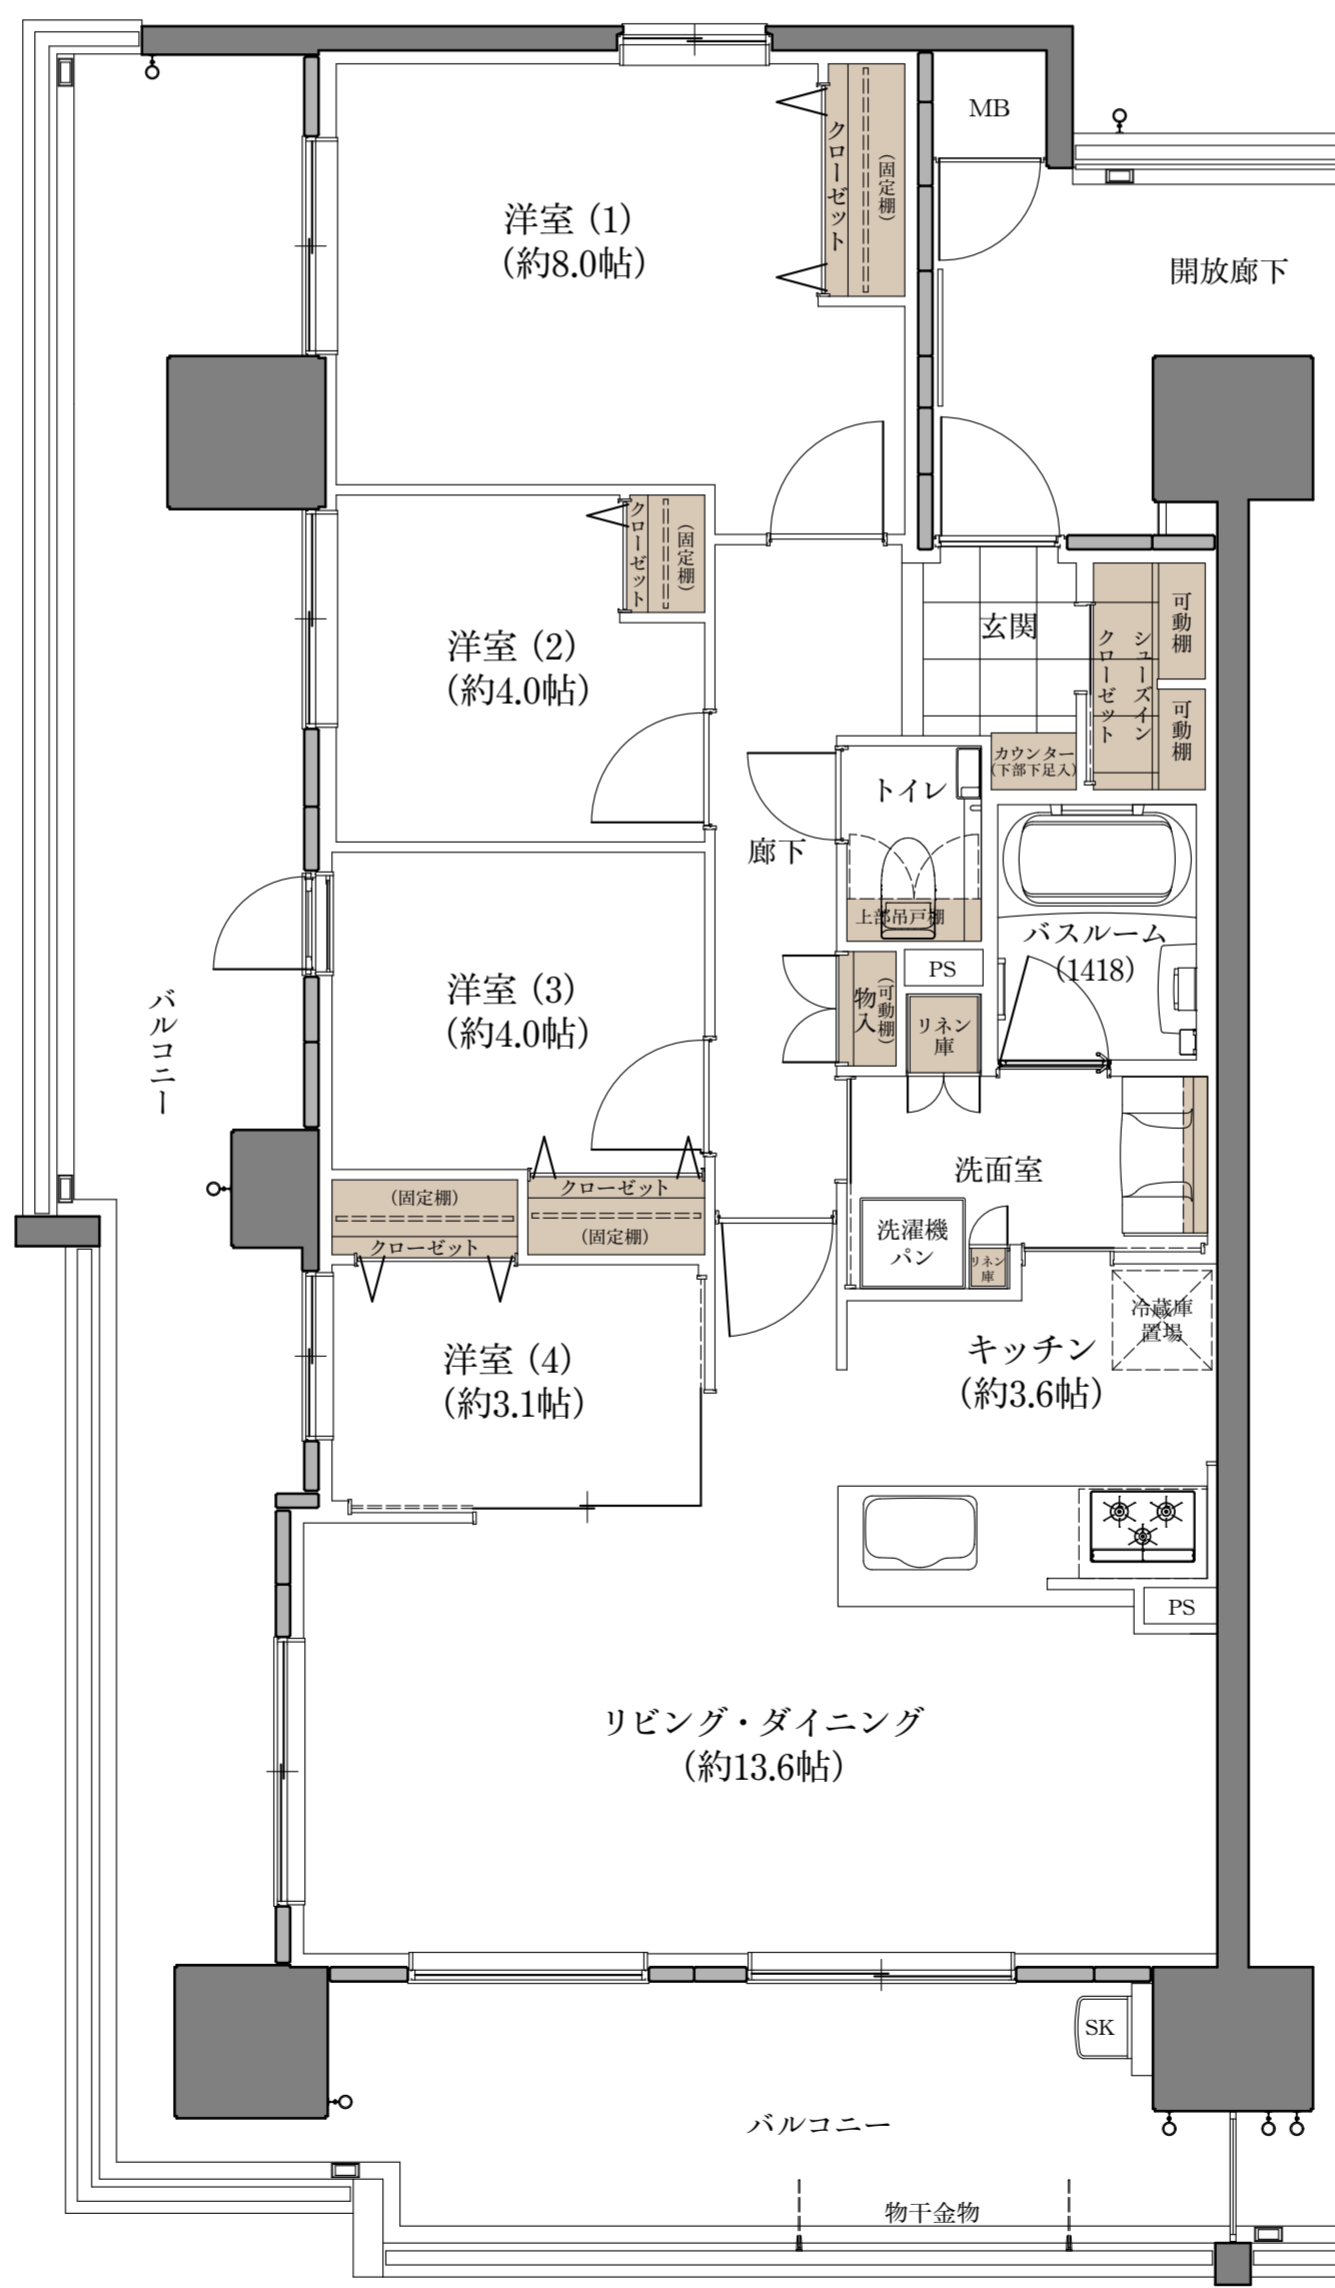 MB
クローゼット
（固定棚）
洋室（1）
（約8.0帖）
開放廊下
クローゼット
（固定棚）
洋室（2）
（約4.0帖）
玄関
シューズイン
クローゼット
可動棚
可動棚
カウンター
（下部下足入）
トイレ
廊下
上部吊戸棚
バスルーム
（1418）
PS
物入
（可動棚）
リネン
庫
洋室（3）
（約4.0帖）
バルコニー
洗面室
クローゼット
（固定棚）
（固定棚）
クローゼット
洗濯機
パン
リネン
庫
冷蔵庫
置場
キッチン
（約3.6帖）
洋室（4）
（約3.1帖）
PS
リビング・ダイニング
（約13.6帖）
SK
バルコニー
物干金物